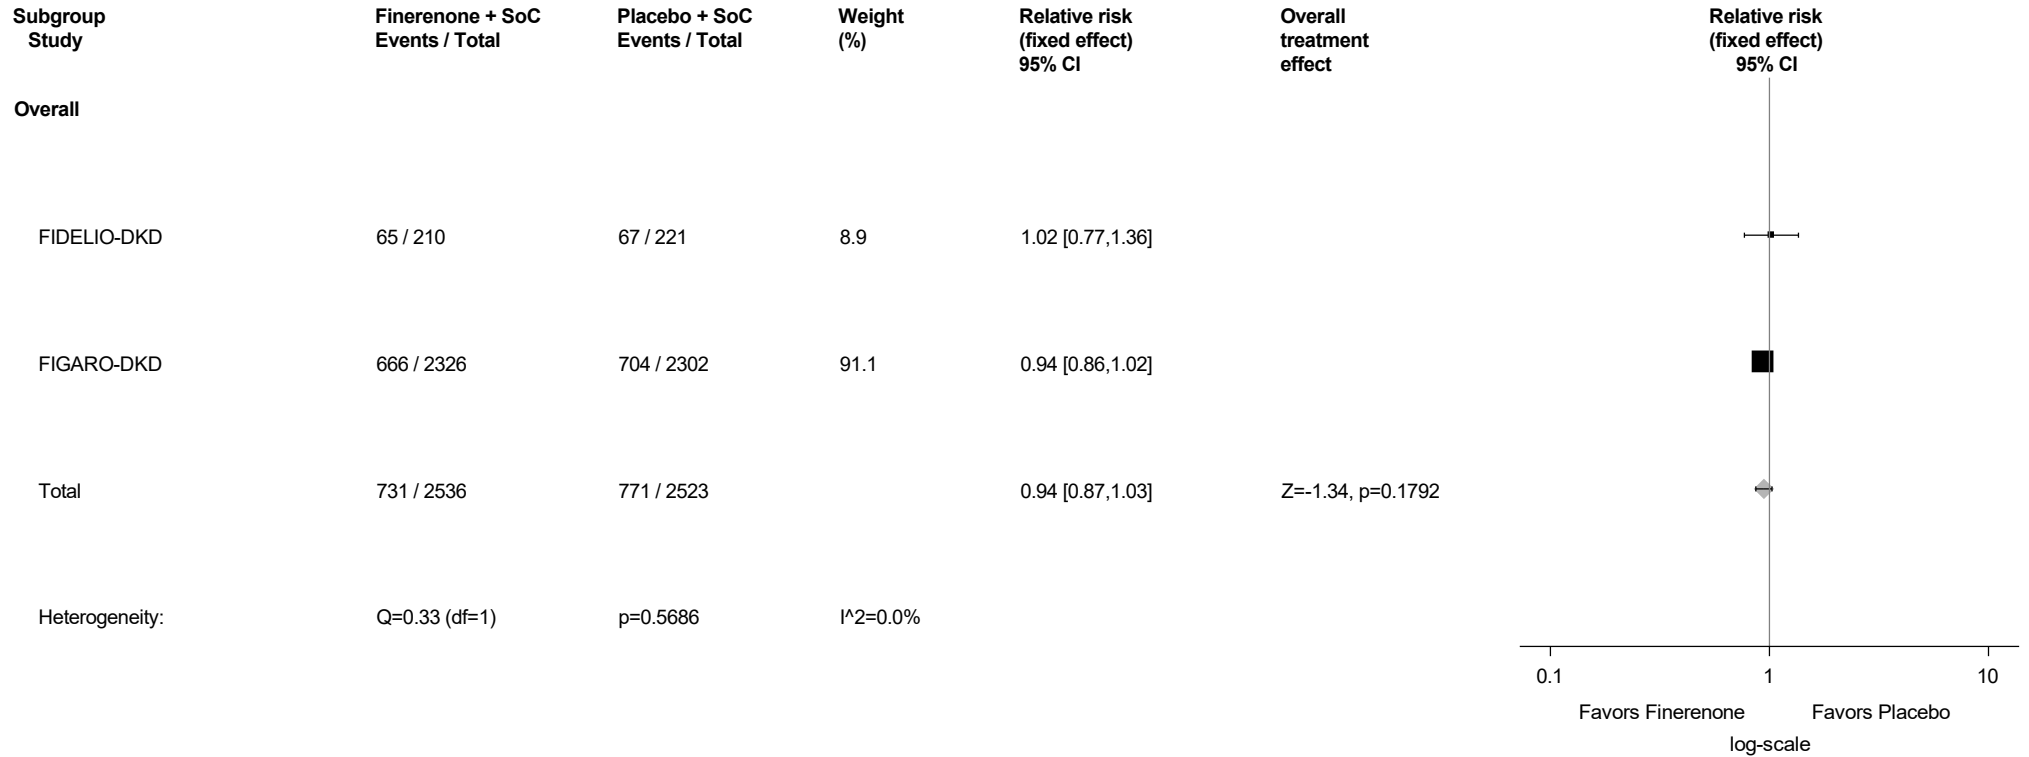 Subgroup Finerenone + SoC Placebo + SoC Weight Relative risk Overall Relative risk
Study Events / Total Events / Total (%) (fixed effect) treatment (fixed effect)
95% CI effect 95% CI
Overall
FIDELIO-DKD 65 / 210 67 / 221 8.9 1.02 [0.77,1.36]
FIGARO-DKD 666 / 2326 704 / 2302 91.1 0.94 [0.86,1.02]
Total 731 / 2536 771 / 2523 0.94 [0.87,1.03] Z=-1.34, p=0.1792
Heterogeneity: Q=0.33 (df=1) p=0.5686 I^2=0.0%
0.1 1 10
Favors Finerenone Favors Placebo
log-scale